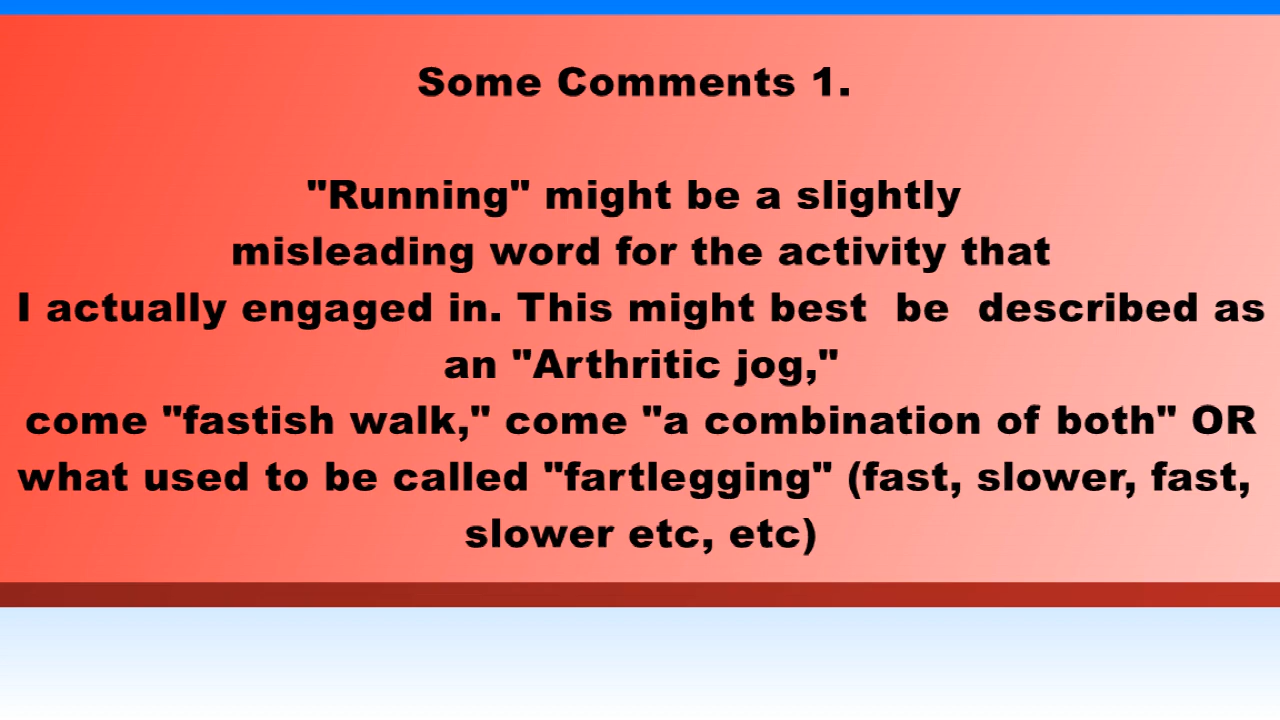 Some Comments 1.
"Running" might be a slightly
misleading word for the activity that
I actually engaged in. This might best  be  described as
an "Arthritic jog,"
come "fastish walk," come "a combination of both" OR
what used to be called "fartlegging" (fast, slower, fast,
slower etc, etc)